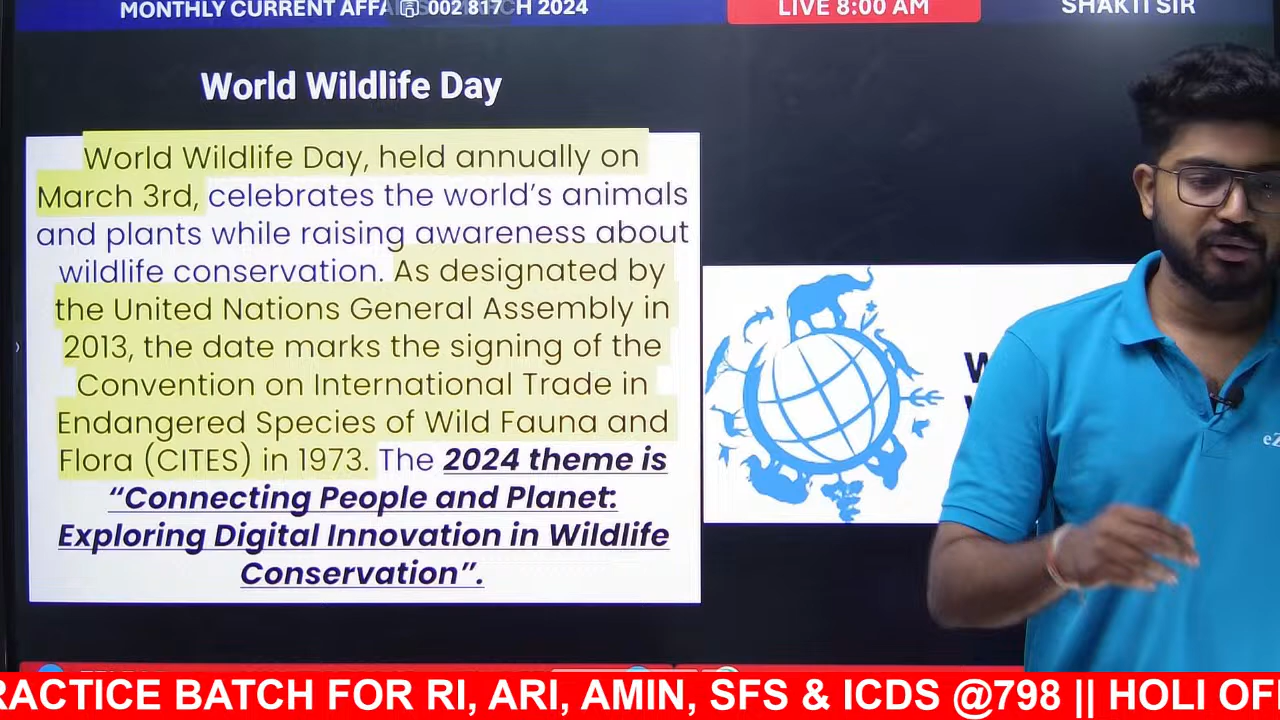 MONTHLY CURRENT AFFA
002 817
CH 2024
LIVE 8:00 AM
SHAKTI SIR
World Wildlife Day
World Wildlife Day, held annually on
March 3rd, celebrates the world’s animals
and plants while raising awareness about
wildlife conservation. As designated by
the United Nations General Assembly in
2013, the date marks the signing of the
Convention on International Trade in
Endangered Species of Wild Fauna and
Flora (CITES) in 1973. The 2024 theme is
“Connecting People and Planet:
Exploring Digital Innovation in Wildlife
Conservation”.
RACTICE BATCH FOR RI, ARI, AMIN, SFS & ICDS @798 || HOLI OF